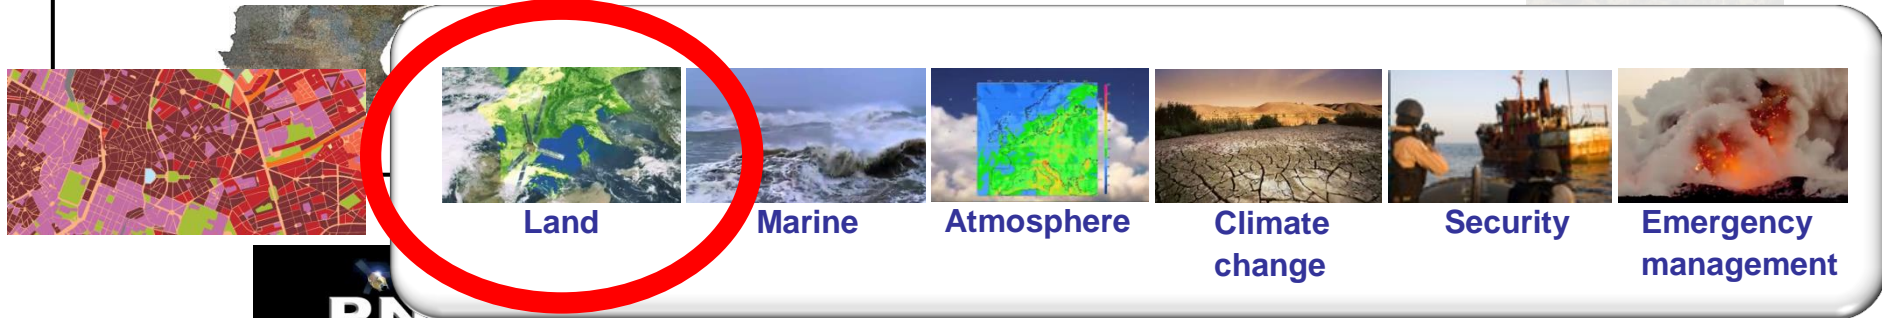 Land
Marine
Atmosphere
Climate
change
Security
Emergency
management